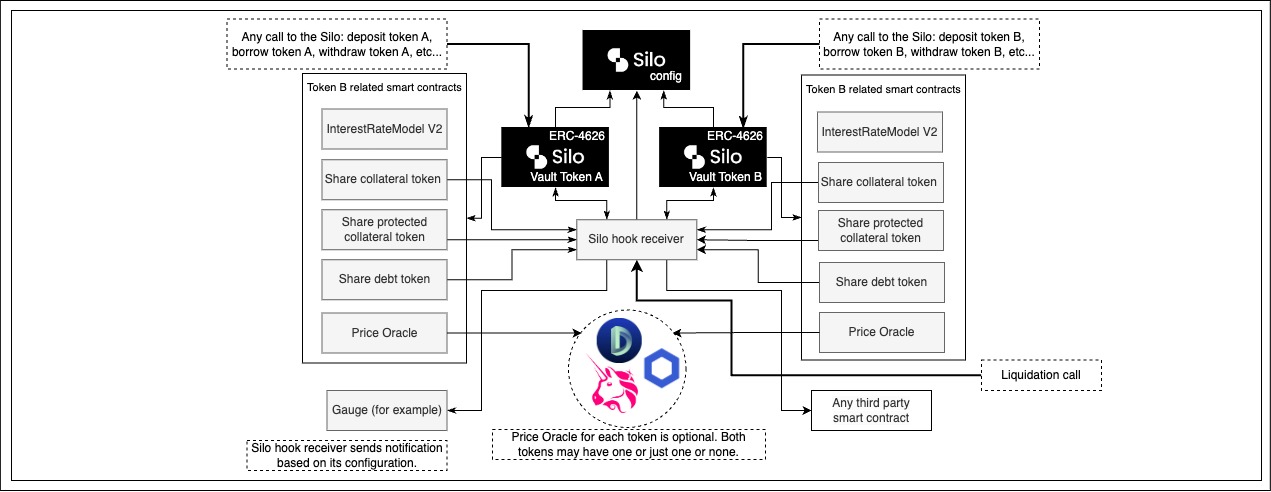 Any call to the Silo: deposit token A,
borrow token A, withdraw token A, etc...
Silo
config
Any call to the Silo: deposit token B,
borrow token B, withdraw token B, etc...
Token B related smart contracts
InterestRateModel V2
Share collateral token
Share protected
collateral token
Share debt token
Price Oracle
ERC-4626
Silo
Vault Token A
ERC-4626
Silo
Vault Token B
Silo hook receiver
Token B related smart contracts
InterestRateModel V2
Share collateral token
Share protected
collateral token
Share debt token
Price Oracle
Liquidation call
Gauge (for example)
Any third party
smart contract
Silo hook receiver sends notification
based on its configuration.
Price Oracle for each token is optional. Both
tokens may have one or just one or none.